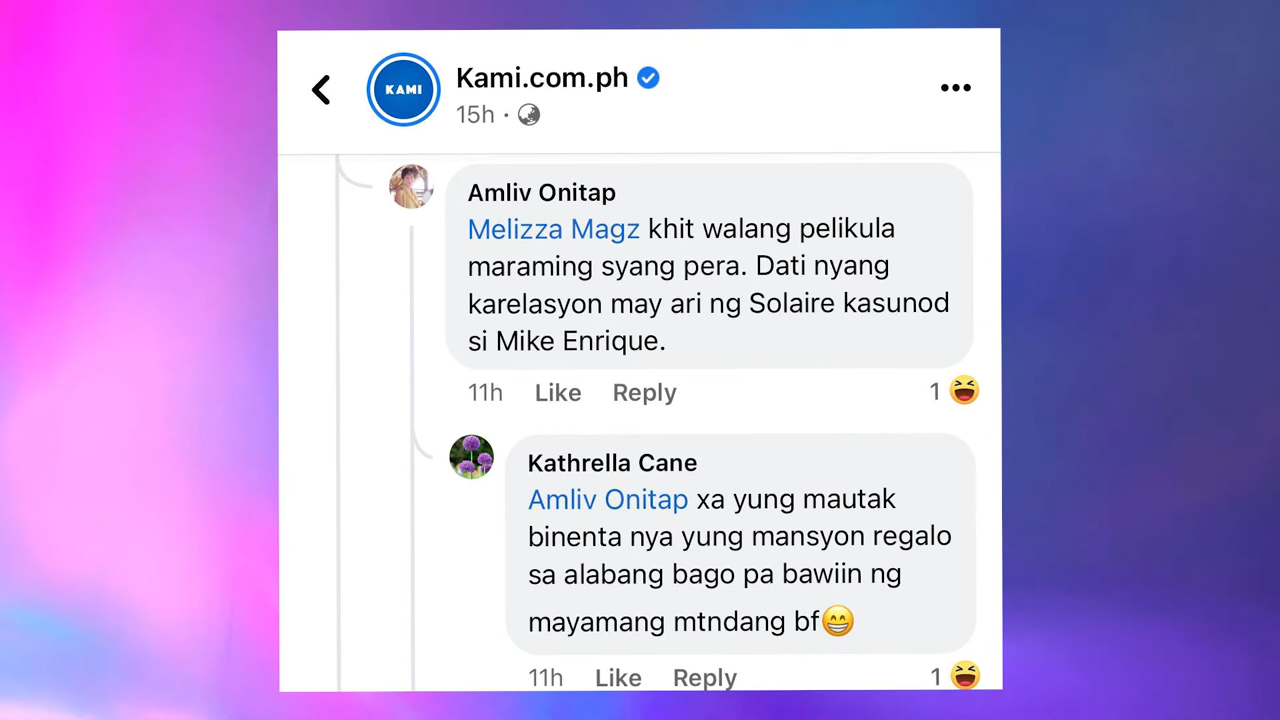 KAMI
Kami.com.ph
15h ·
Amliv Onitap
Melizza Magz khit walang pelikula
maraming syang pera. Dati nyang
karelasyon may ari ng Solaire kasunod
si Mike Enrique.
11h Like Reply 1
Kathrella Cane
Amliv Onitap xa yung mautak
binenta nya yung mansyon regalo
sa alabang bago pa bawiin ng
mayamang mtndang bf😁
11h Like Reply 1